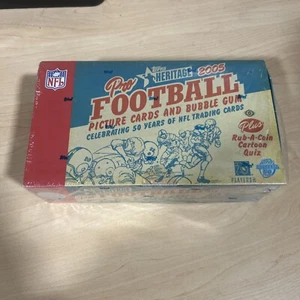 NFL
Topps
HERITAGE 2005
Pro
FOOTBALL
PICTURE CARDS AND BUBBLE GUM
CELEBRATING 50 YEARS OF NFL TRADING CARDS
Plus
Rub-A-Coin
Cartoon
Quiz
PLAYERS